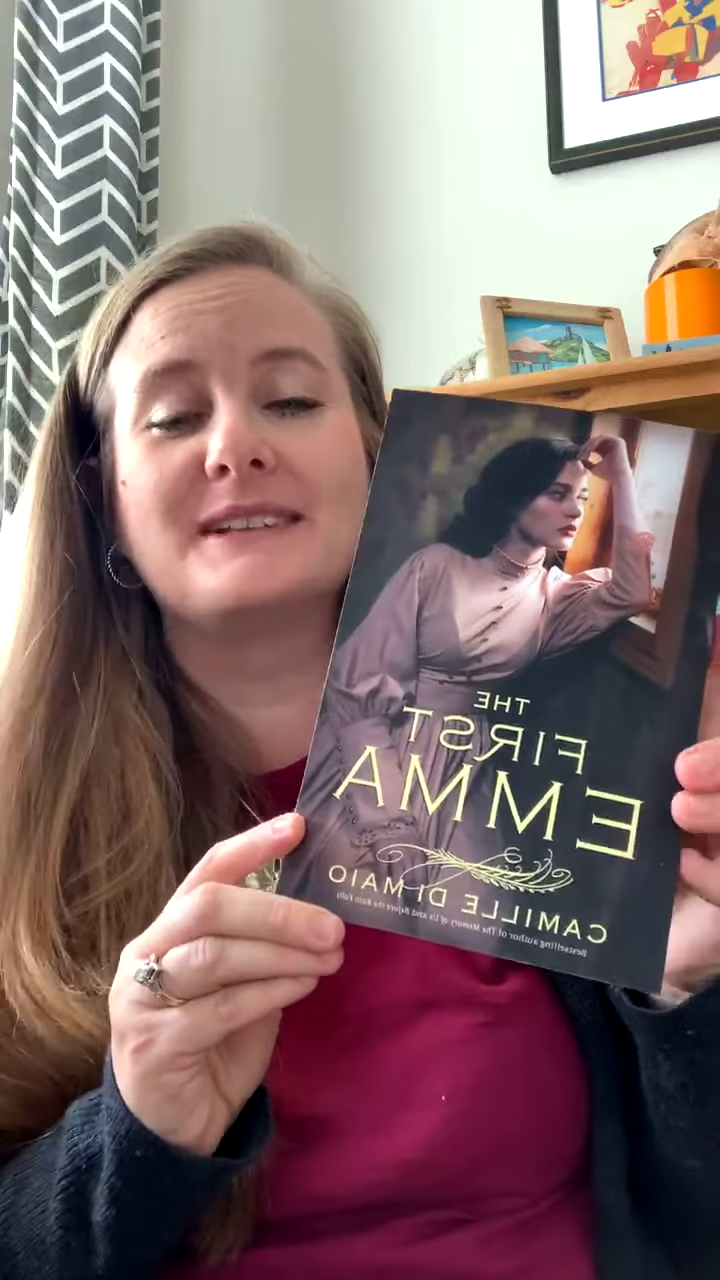 THE
FIRST
EMMA
CAMILLE DI MAIO
Bestselling author of The Memory of Us and Before the Rain Falls